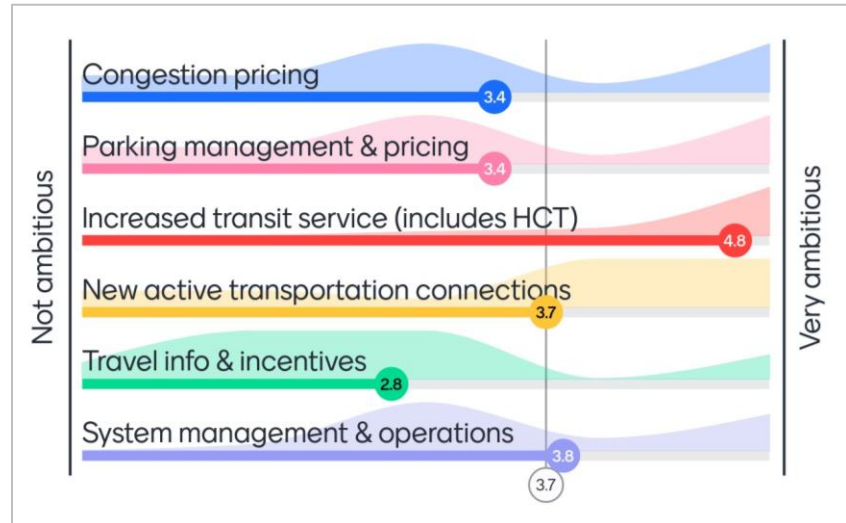 Not ambitious
Congestion pricing
3.4
Parking management & pricing
3.4
Increased transit service (includes HCT)
4.8
New active transportation connections
3.7
Travel info & incentives
2.8
System management & operations
3.8
3.7
Very ambitious